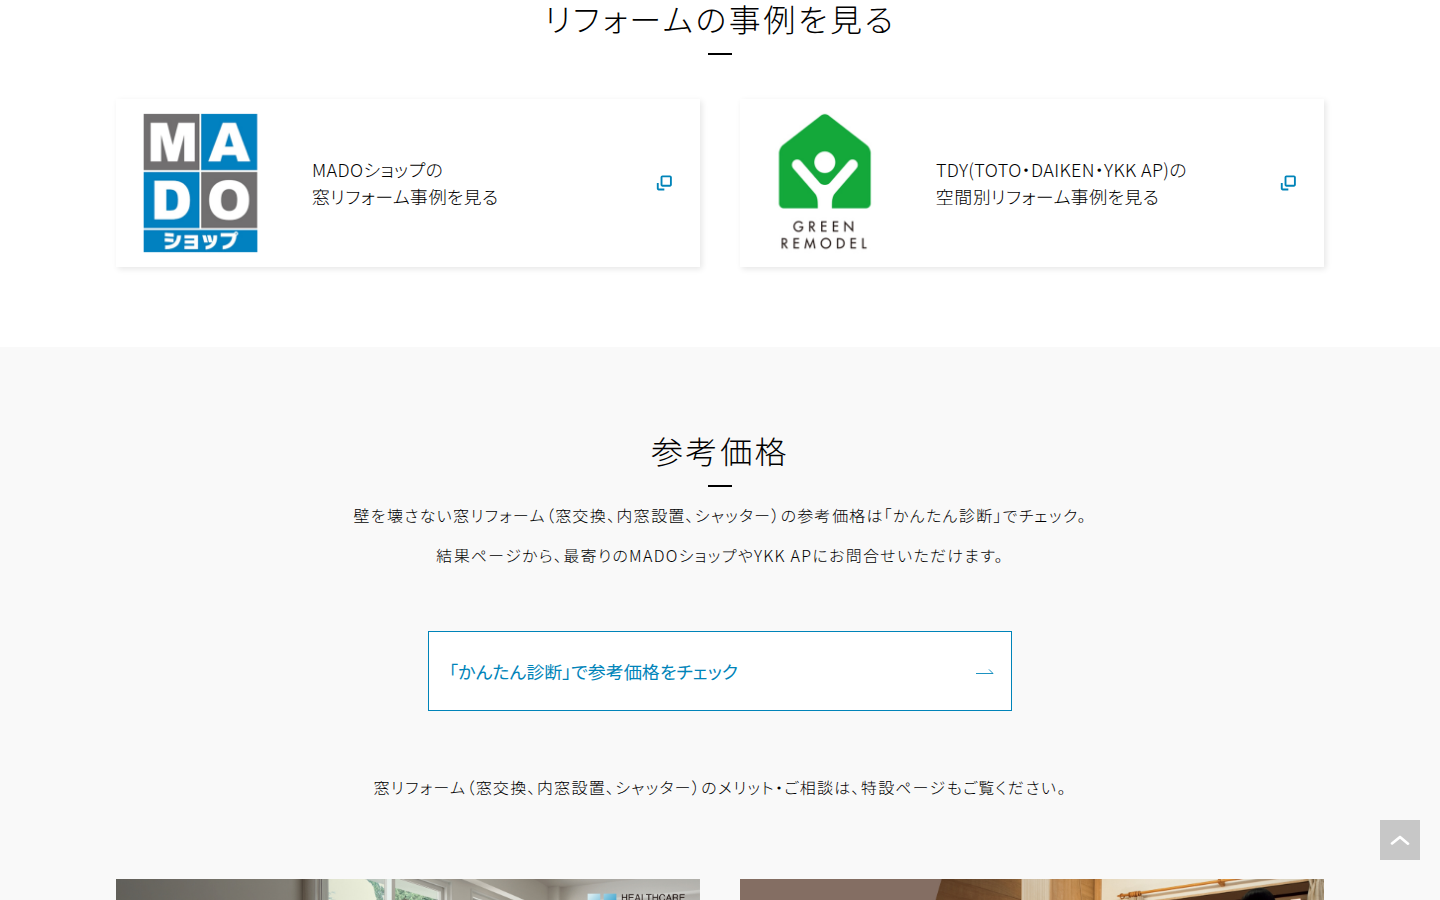 リフォームの事例を見る
MADO
ショップ
MADOショップの
窓リフォーム事例を見る
GREEN
REMODEL
TDY(TOTO・DAIKEN・YKK AP)の
空間別リフォーム事例を見る
参考価格
壁を壊さない窓リフォーム（窓交換、内窓設置、シャッター）の参考価格は「かんたん診断」でチェック。
結果ページから、最寄りのMADOショップやYKK APにお問合せいただけます。
「かんたん診断」で参考価格をチェック
窓リフォーム（窓交換、内窓設置、シャッター）のメリット・ご相談は、特設ページもご覧ください。
HEALTHCARE